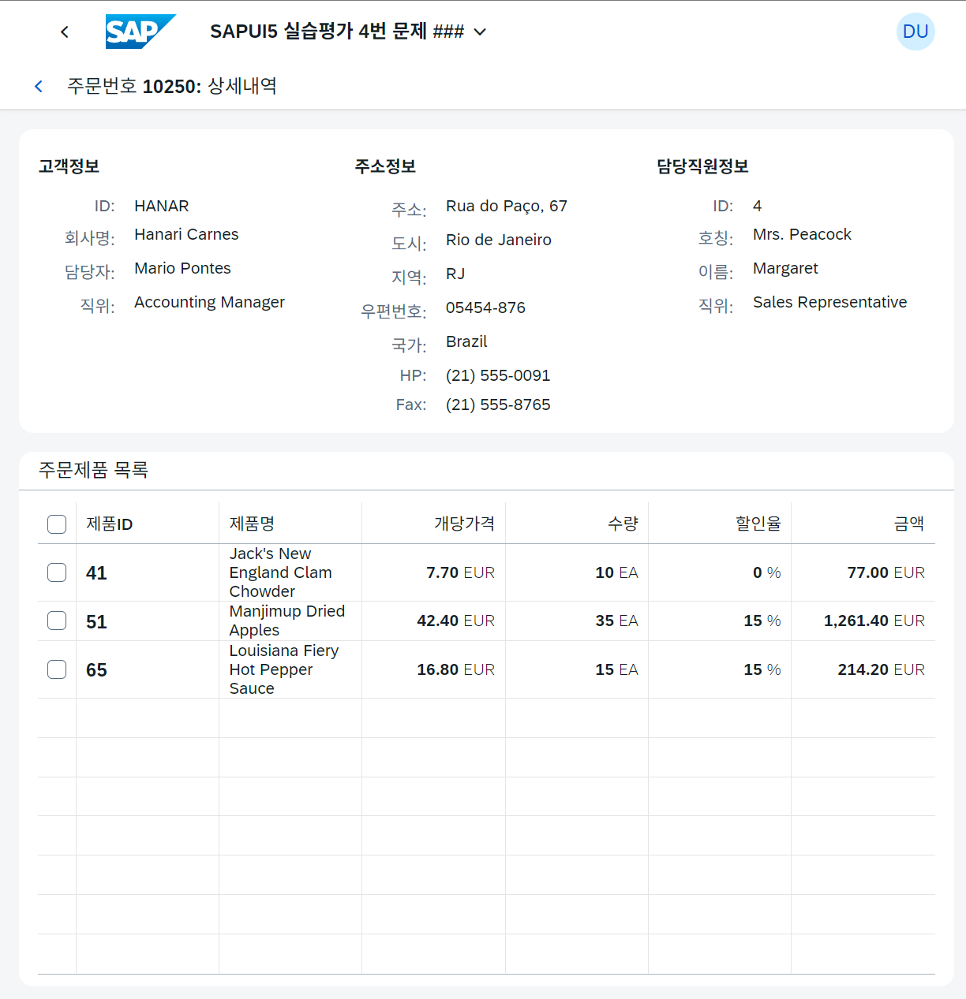 SAP
SAPUI5 실습평가 4번 문제 ###
DU
주문번호 10250: 상세내역
고객정보
ID: HANAR
회사명: Hanari Carnes
담당자: Mario Pontes
직위: Accounting Manager
주소정보
주소: Rua do Paço, 67
도시: Rio de Janeiro
지역: RJ
우편번호: 05454-876
국가: Brazil
HP: (21) 555-0091
Fax: (21) 555-8765
담당직원정보
ID: 4
호칭: Mrs. Peacock
이름: Margaret
직위: Sales Representative
주문제품 목록
제품ID 제품명 개당가격 수량 할인율 금액
41 Jack's New England Clam Chowder 7.70 EUR 10 EA 0 % 77.00 EUR
51 Manjimup Dried Apples 42.40 EUR 35 EA 15 % 1,261.40 EUR
65 Louisiana Fiery Hot Pepper Sauce 16.80 EUR 15 EA 15 % 214.20 EUR